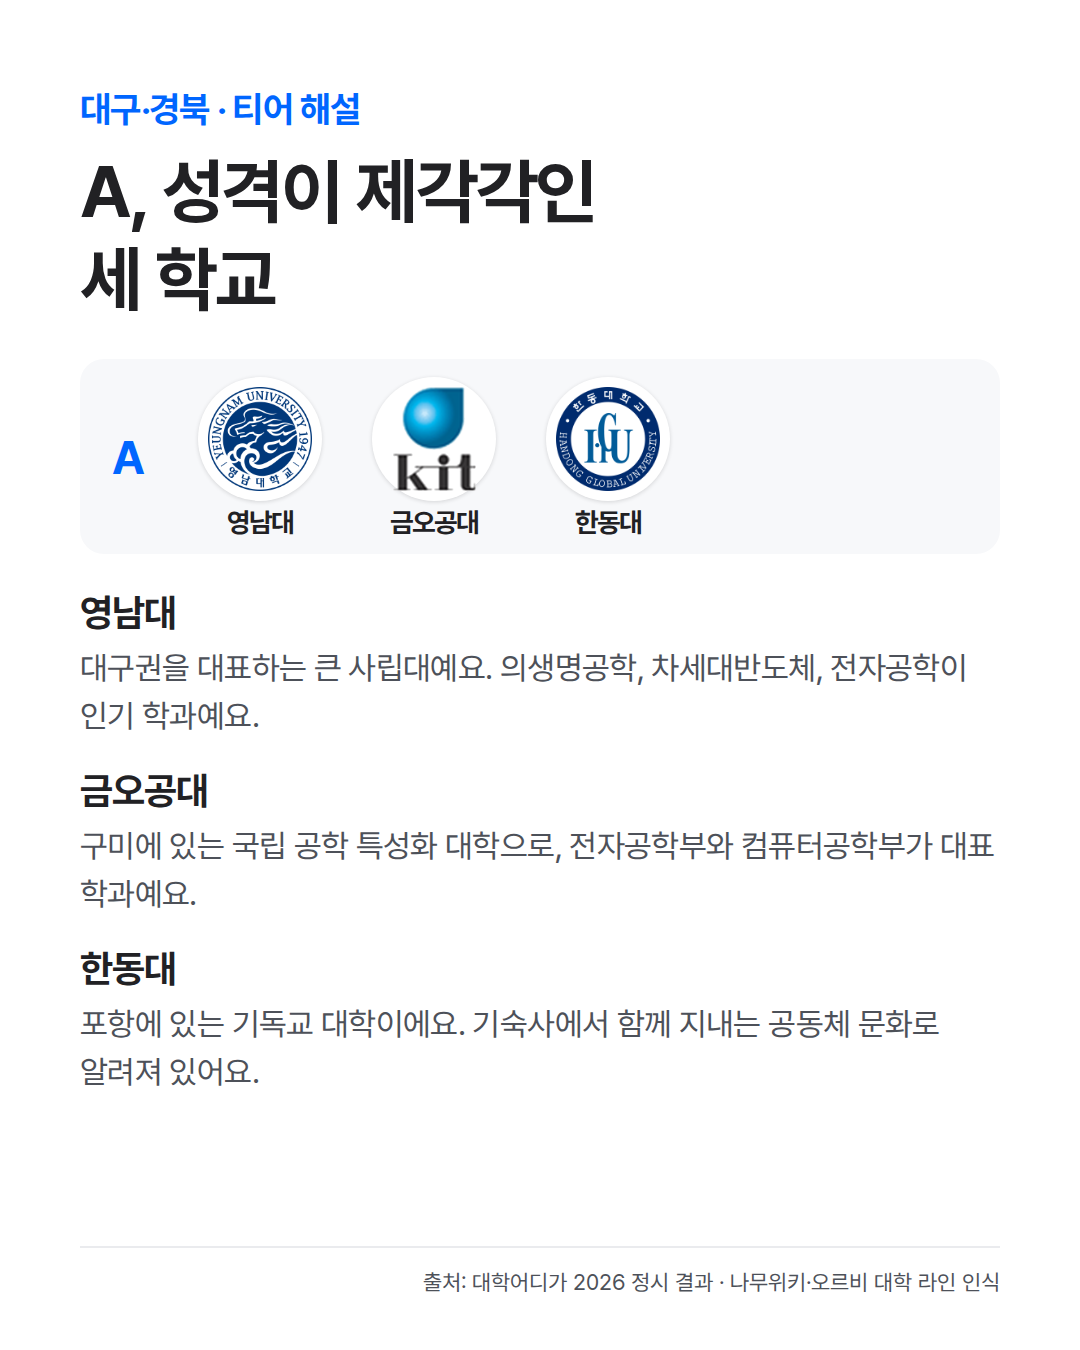 대구·경북 · 티어 해설
A, 성격이 제각각인
세 학교
A
YEUNGNAM UNIVERSITY 1947
영남대학교
kit
한동대학교
HGU
HANDONG GLOBAL UNIVERSITY
영남대
금오공대
한동대
영남대
대구권을 대표하는 큰 사립대예요. 의생명공학, 차세대반도체, 전자공학이
인기 학과예요.
금오공대
구미에 있는 국립 공학 특성화 대학으로, 전자공학부와 컴퓨터공학부가 대표
학과예요.
한동대
포항에 있는 기독교 대학이에요. 기숙사에서 함께 지내는 공동체 문화로
알려져 있어요.
출처: 대학어디가 2026 정시 결과 · 나무위키·오르비 대학 라인 인식